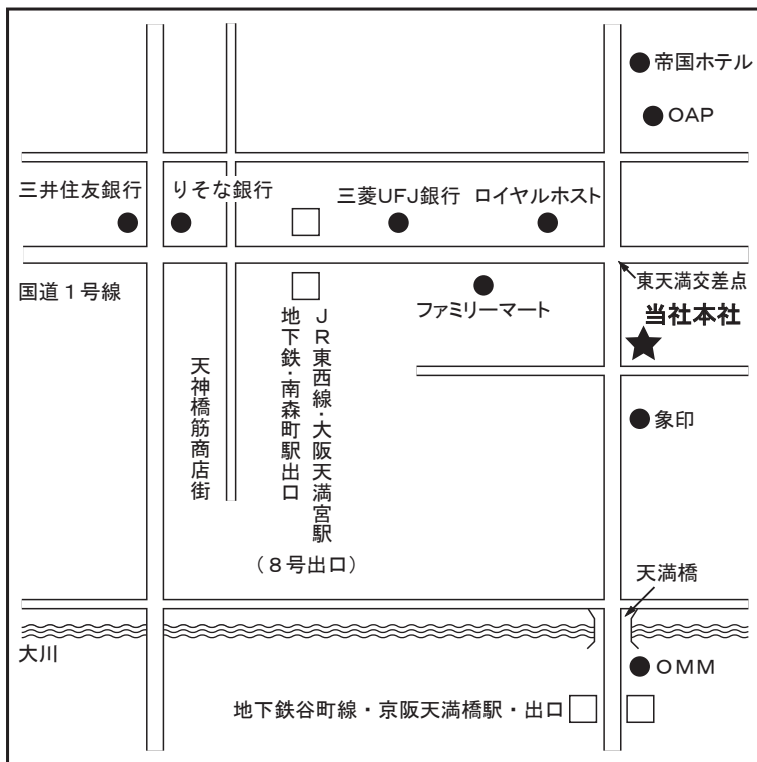 帝国ホテル
OAP
三井住友銀行
りそな銀行
三菱UFJ銀行
ロイヤルホスト
国道1号線
東天満交差点
ファミリーマート
当社本社
天神橋筋商店街
JR東西線・大阪天満宮駅
地下鉄・南森町駅出口
(8号出口)
象印
天満橋
大川
OMM
地下鉄谷町線・京阪天満橋駅・出口